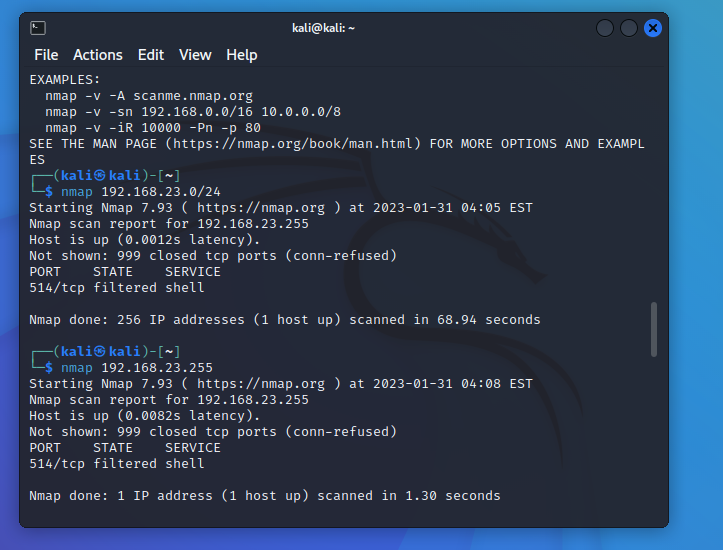 kali@kali: ~
File Actions Edit View Help
EXAMPLES:
  nmap -v -A scanme.nmap.org
  nmap -v -sn 192.168.0.0/16 10.0.0.0/8
  nmap -v -iR 10000 -Pn -p 80
SEE THE MAN PAGE (https://nmap.org/book/man.html) FOR MORE OPTIONS AND EXAMPL
ES
┌──(kali㉿kali)-[~]
└─$ nmap 192.168.23.0/24
Starting Nmap 7.93 ( https://nmap.org ) at 2023-01-31 04:05 EST
Nmap scan report for 192.168.23.255
Host is up (0.0012s latency).
Not shown: 999 closed tcp ports (conn-refused)
PORT    STATE    SERVICE
514/tcp filtered shell

Nmap done: 256 IP addresses (1 host up) scanned in 68.94 seconds

┌──(kali㉿kali)-[~]
└─$ nmap 192.168.23.255
Starting Nmap 7.93 ( https://nmap.org ) at 2023-01-31 04:08 EST
Nmap scan report for 192.168.23.255
Host is up (0.0082s latency).
Not shown: 999 closed tcp ports (conn-refused)
PORT    STATE    SERVICE
514/tcp filtered shell

Nmap done: 1 IP address (1 host up) scanned in 1.30 seconds